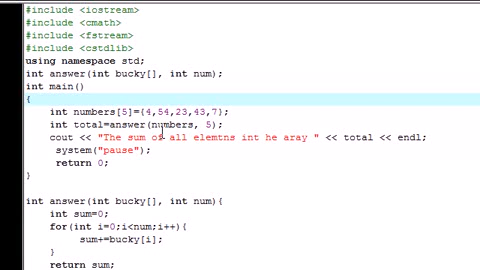 #include <iostream>
#include <cmath>
#include <fstream>
#include <cstdlib>
using namespace std;
int answer(int bucky[], int num);
int main()
{
int numbers[5]={4,54,23,43,7};
int total=answer(numbers, 5);
cout << "The sum of all elemtns int he aray " << total << endl;
system("pause");
return 0;
}
int answer(int bucky[], int num){
int sum=0;
for(int i=0;i<num;i++){
sum+=bucky[i];
}
return sum;